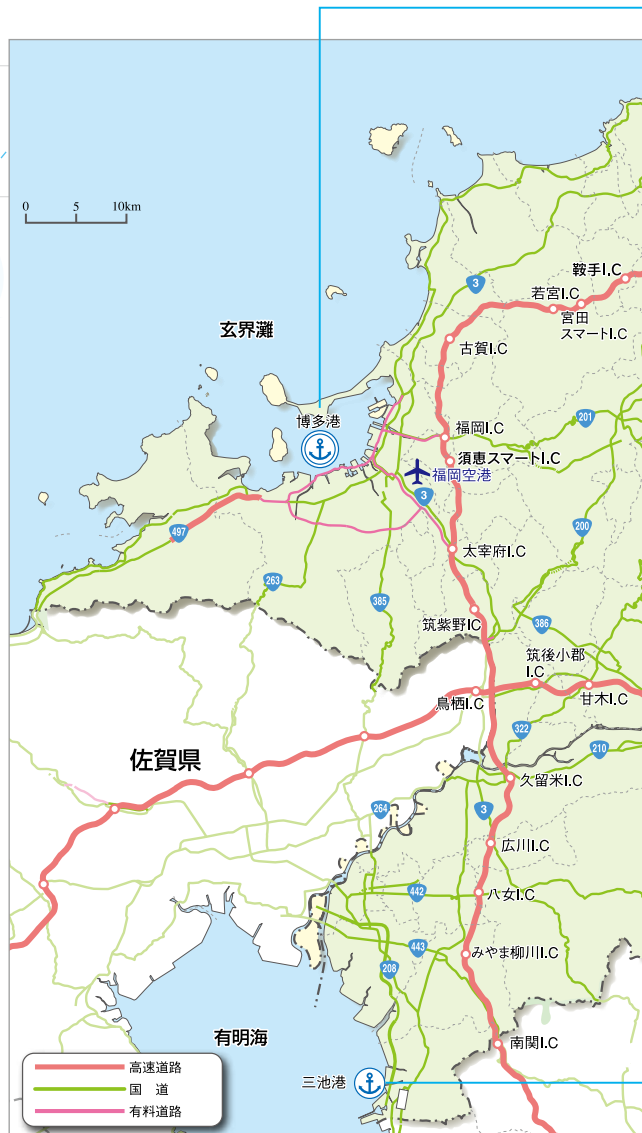 0 5 10km
玄界灘
3
鞍手I.C
若宮I.C
宮田
スマートI.C
古賀I.C
博多港
201
福岡I.C
須恵スマートI.C
福岡空港
3
497
200
太宰府I.C
263
385
筑紫野IC
386
筑後小郡
I.C
鳥栖I.C
甘木I.C
322
210
佐賀県
久留米I.C
264
3
広川I.C
442
八女I.C
443
みやま柳川I.C
208
有明海
南関I.C
三池港
高速道路
国 道
有料道路